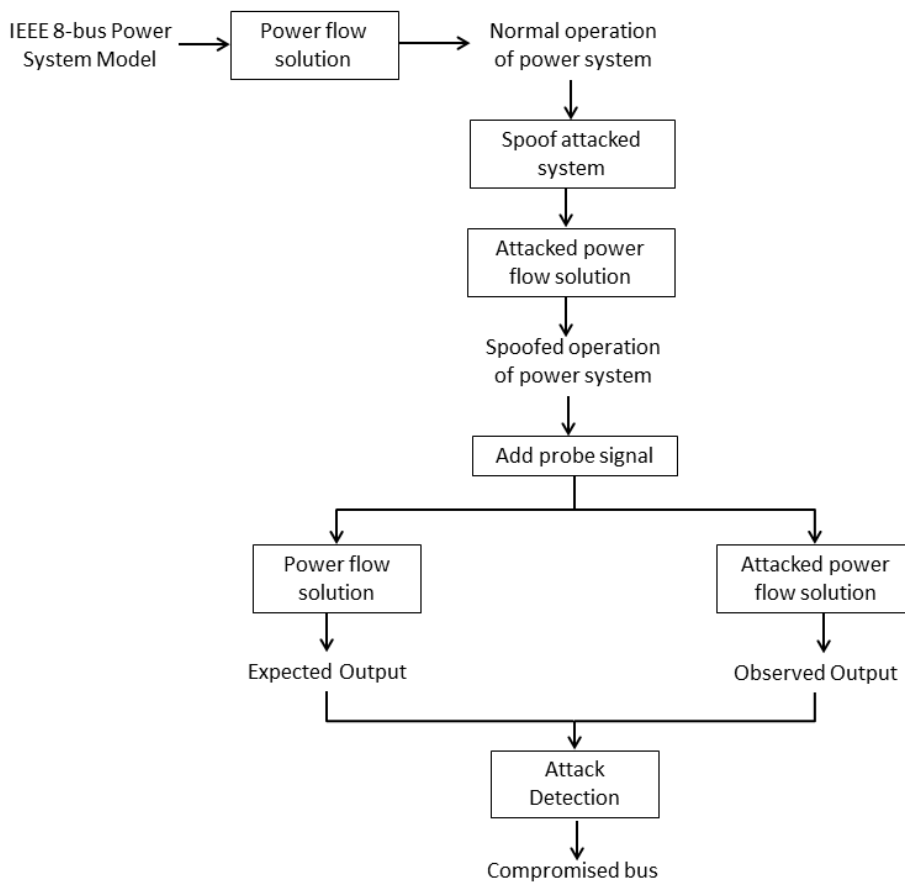 IEEE 8-bus Power
System Model
Power flow
solution
Normal operation
of power system
Spoof attacked
system
Attacked power
flow solution
Spoofed operation
of power system
Add probe signal
Power flow
solution
Attacked power
flow solution
Expected Output
Observed Output
Attack
Detection
Compromised bus